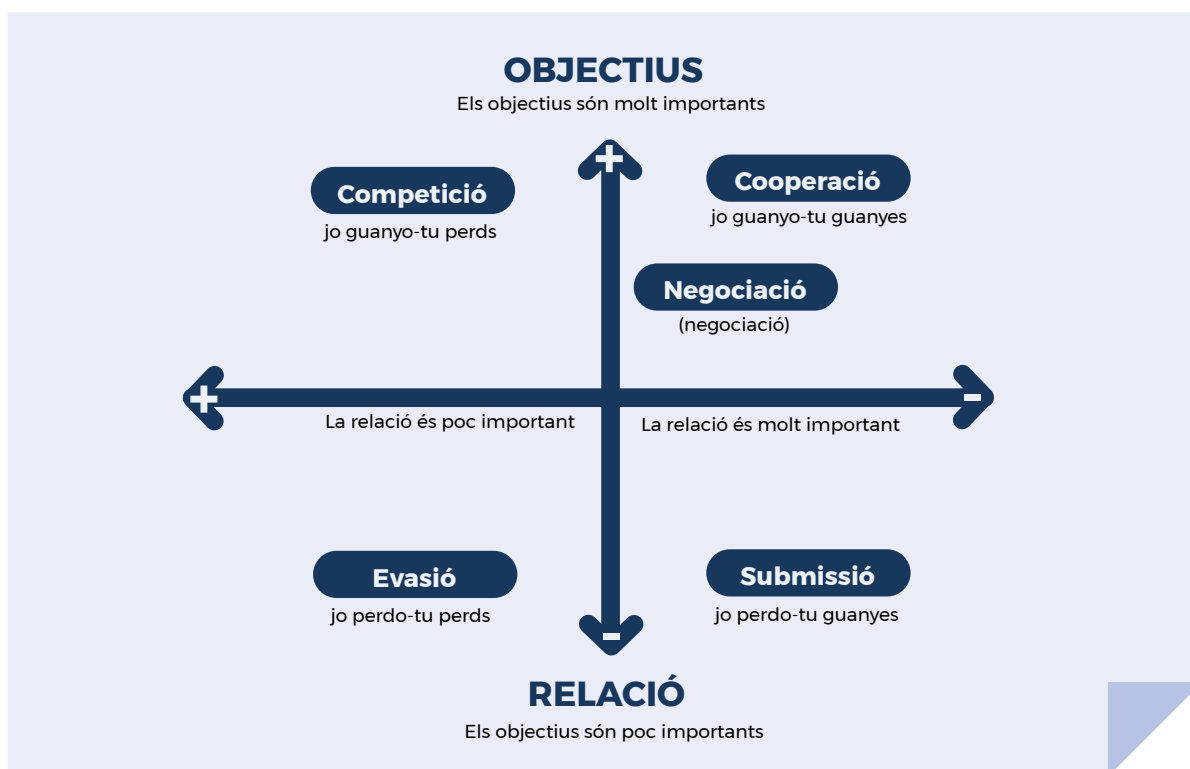 OBJECTIUS
Els objectius són molt importants
+
Competició
jo guanyo-tu perds
Cooperació
jo guanyo-tu guanyes
Negociació
(negociació)
+
-
La relació és poc important
La relació és molt important
Evasió
jo perdo-tu perds
Submissió
jo perdo-tu guanyes
-
RELACIÓ
Els objectius són poc importants